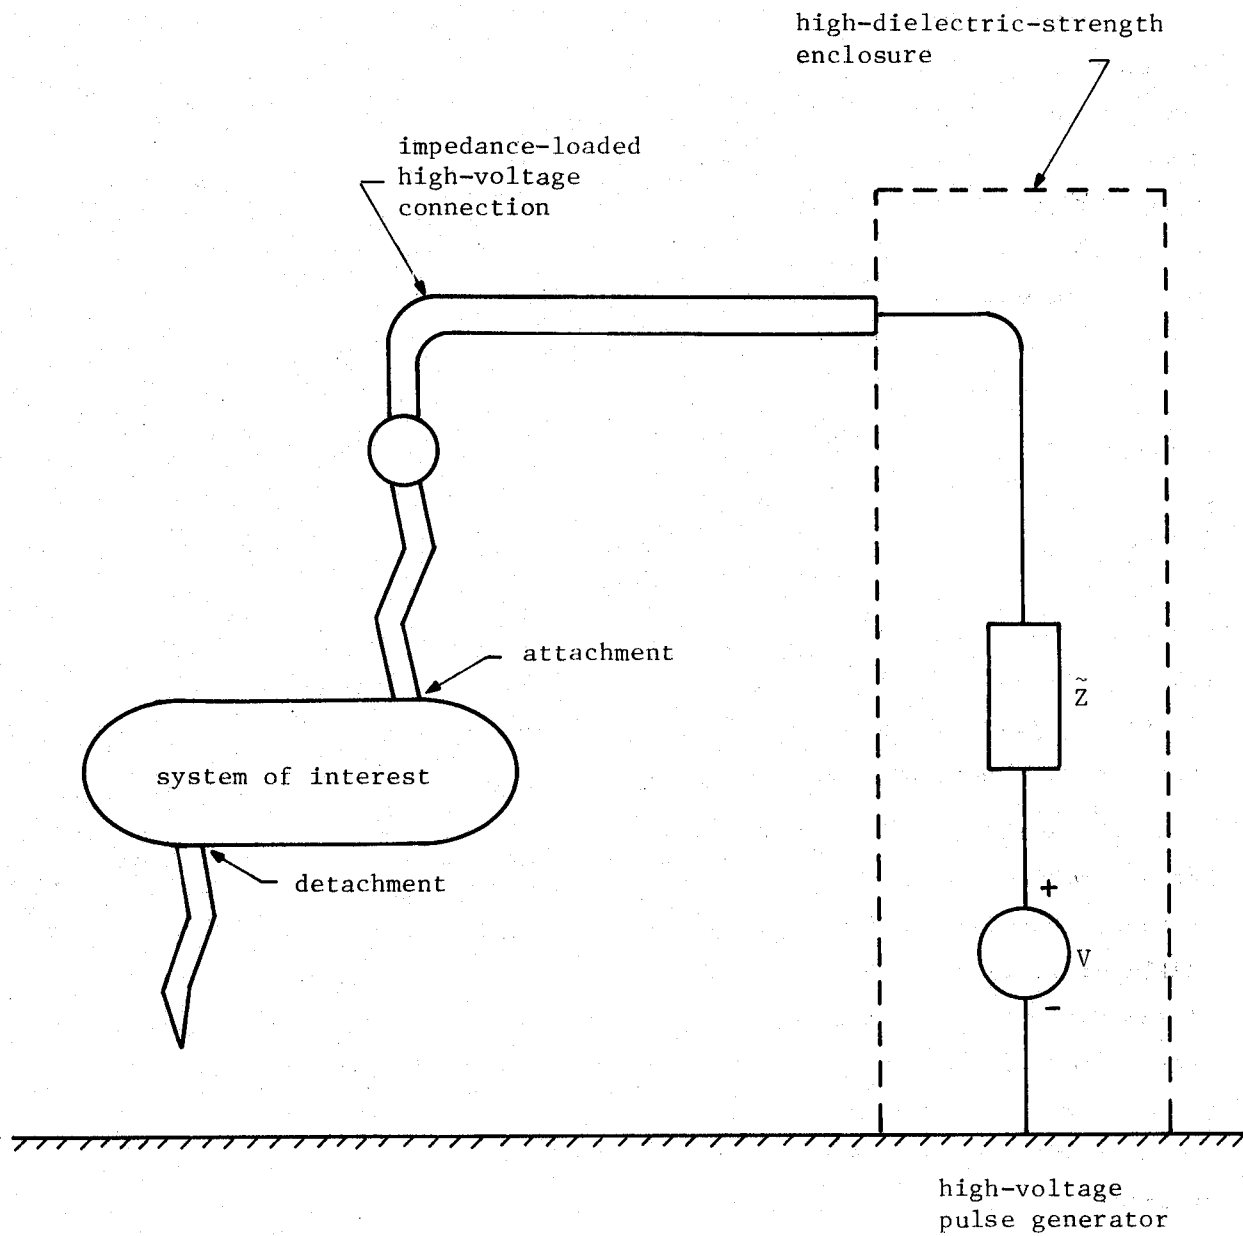 high-dielectric-strength
enclosure
impedance-loaded
high-voltage
connection
attachment
Z̃
system of interest
detachment
+
V
-
high-voltage
pulse generator